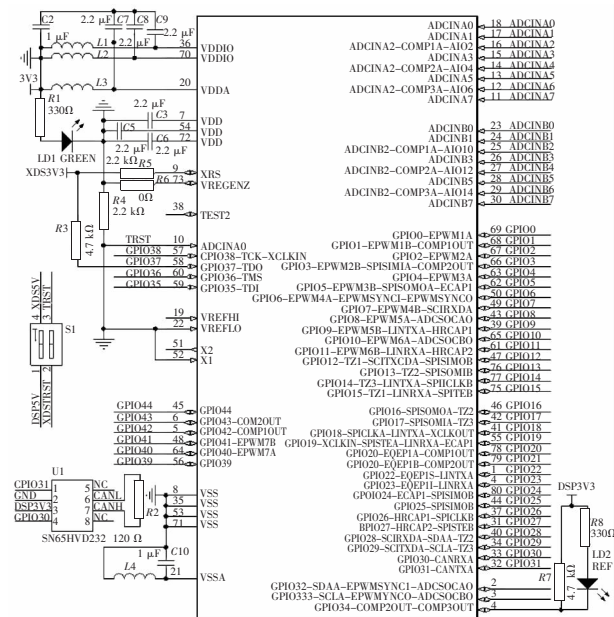 C2 2.2 μF C7 C8 C9
1 μF 2.2 μF 2.2 μF
L1 36 VDDIO
L2 70 VDDIO
3V3 L3 20 VDDA
R1
330Ω
2.2 μF
C3 7 VDD
C5 54 VDD
2.2 μF C6 72 VDD
2.2 μF
LD1 GREEN
2.2 kΩ R5
XDS3V3 9 XRS
R6 73 VREGENZ
0Ω
R4
2.2 kΩ
38 TEST2
R3
4.7 kΩ
TRST 10 ADCINA0
GPIO38 57 CPIO38-TCK-XCLKIN
GPIO37 58 GPIO37-TDO
GPIO36 60 GPIO36-TMS
GPIO35 59 GPIO35-TDI
19 VREFHI
22 VREFLO
51 X2
52 X1
4 XDS5V
3 TRST
S1
DSP5V 1
XDSTRST 2
GPIO44 45 GPIO44
GPIO43 6 GPIO43-COM2OUT
GPIO42 5 GPIO42-COMP1OUT
GPIO41 48 GPIO41-EPWM7B
GPIO40 64 GPIO40-EPWM7A
GPIO39 56 GPIO39
U1
CPIO31 1 5 NC
GND 2 6 CANL
DSP3V3 3 7 CANH
GPIO30 4 8 NC
SN65HVD232 120 Ω
R2
8 VSS
35 VSS
53 VSS
71 VSS
1 μF C10
L4 21 VSSA
ADCINA0 18 ADCINA0
ADCINA1 17 ADCINA1
ADCINA2-COMP1A-AIO2 16 ADCINA2
ADCINA3 15 ADCINA3
ADCINA2-COMP2A-AIO4 14 ADCINA4
ADCINA5 13 ADCINA5
ADCINA2-COMP3A-AIO6 12 ADCINA6
ADCINA7 11 ADCINA7
ADCINB0 23 ADCINB0
ADCINB1 24 ADCINB1
ADCINB2-COMP1A-AIO10 25 ADCINB2
ADCINB3 26 ADCINB3
ADCINB2-COMP2A-AIO12 27 ADCINB4
ADCINB5 28 ADCINB5
ADCINB2-COMP3A-AIO14 29 ADCINB6
ADCINB7 30 ADCINB7
GPIO0-EPWM1A 69 GPIO0
GPIO1-EPWM1B-COMP1OUT 68 GPIO1
GPIO2-EPWM2A 67 GPIO2
GPIO3-EPWM2B-SPISIMIA-COMP2OUT 66 GPIO3
GPIO4-EPWM3A 63 GPIO4
GPIO5-EPWM3B-SPISOMOA-ECAP1 62 GPIO5
GPIO6-EPWM4A-EPWMSYNCI-EPWMSYNCO 50 GPIO6
GPIO7-EPWM4B-SCIRXDA 49 GPIO7
GPIO8-EPWM5A-ADCSOCAO 43 GPIO8
GPIO9-EPWM5B-LINTXA-HRCAP1 39 GPIO9
GPIO10-EPWM6A-ADCSOCBO 65 GPIO10
GPIO11-EPWM6B-LINRXA-HRCAP2 61 GPIO11
GPIO12-TZ1-SCITXCDA-SPISIMOB 47 GPIO12
GPIO13-TZ2-SPISOMIB 76 GPIO13
GPIO14-TZ3-LINTXA-SPIICLKB 77 GPIO14
GPIO15-TZ1-LINRXA-SPITEB 75 GPIO15
GPIO16-SPISOMOA-TZ2 46 GPIO16
GPIO17-SPISOMIA-TZ3 42 GPIO17
GPIO18-SPICLKA-LINTXA-XCLKOUT 41 GPIO18
GPIO19-XCLKIN-SPISTEA-LINRXA-ECAP1 55 GPIO19
GPIO20-EQEP1A-COMP1OUT 78 GPIO20
GPIO20-EQEP1B-COMP2OUT 79 GPIO21
GPIO22-EQEP1S-LINTXA 1 GPIO22
GPIO23-EQEP1I-LINRXA 4 GPIO23
GPIO24-ECAP1-SPISIMOB 80 GPIO24
GPIO25-SPISIMOB 44 GPIO25
GPIO26-HRCAP1-SPICLKB 37 GPIO26
BPIO27-HRCAP2-SPISTEB 31 GPIO27
GPIO28-SCIRXDA-SDAA-TZ2 40 GPIO28
GPIO29-SCITXDA-SCLA-TZ3 34 GPIO29
GPIO30-CANRXA 33 GPIO30
GPIO31-CANTXA 32 GPIO31
GPIO32-SDAA-EPWMSYNC1-ADCSOCAO 2
GPIO333-SCLA-EPWMSYNCO-ADCSOCBO 3
GPIO34-COMP2OUT-COMP3OUT 4
DSP3V3
R8
330Ω
LD2
REF
R7
4.7 kΩ